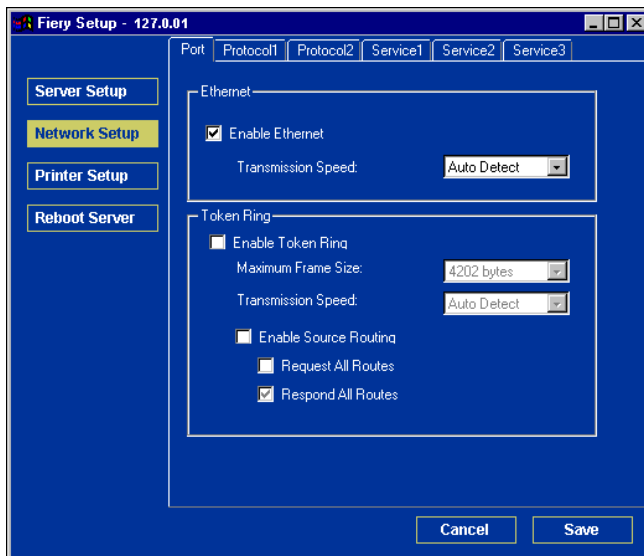 Fiery Setup - 127.0.01
Port Protocol1 Protocol2 Service1 Service2 Service3
Server Setup
Network Setup
Printer Setup
Reboot Server
Ethernet
Enable Ethernet
Transmission Speed: Auto Detect
Token Ring
Enable Token Ring
Maximum Frame Size: 4202 bytes
Transmission Speed: Auto Detect
Enable Source Routing
Request All Routes
Respond All Routes
Cancel Save